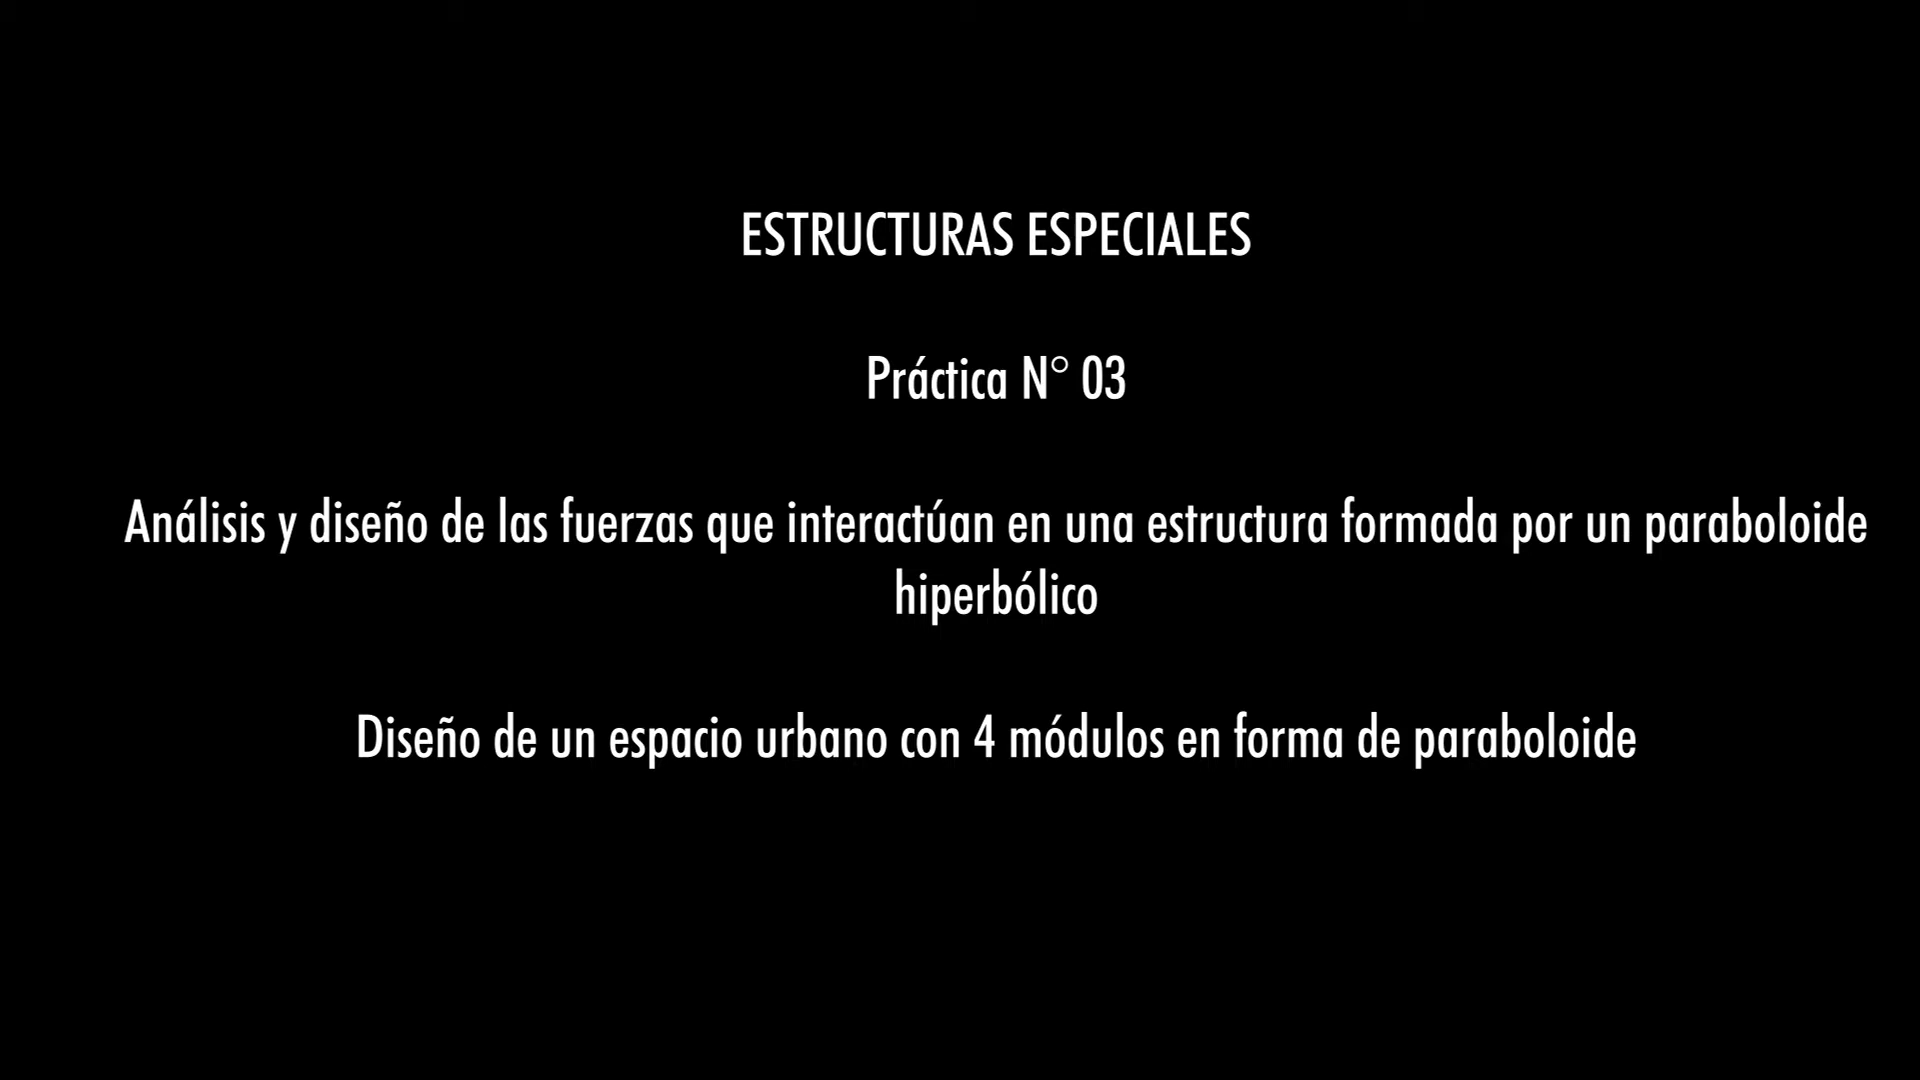 ESTRUCTURAS ESPECIALES
Práctica N° 03
Análisis y diseño de las fuerzas que interactúan en una estructura formada por un paraboloide
hiperbólico
Diseño de un espacio urbano con 4 módulos en forma de paraboloide